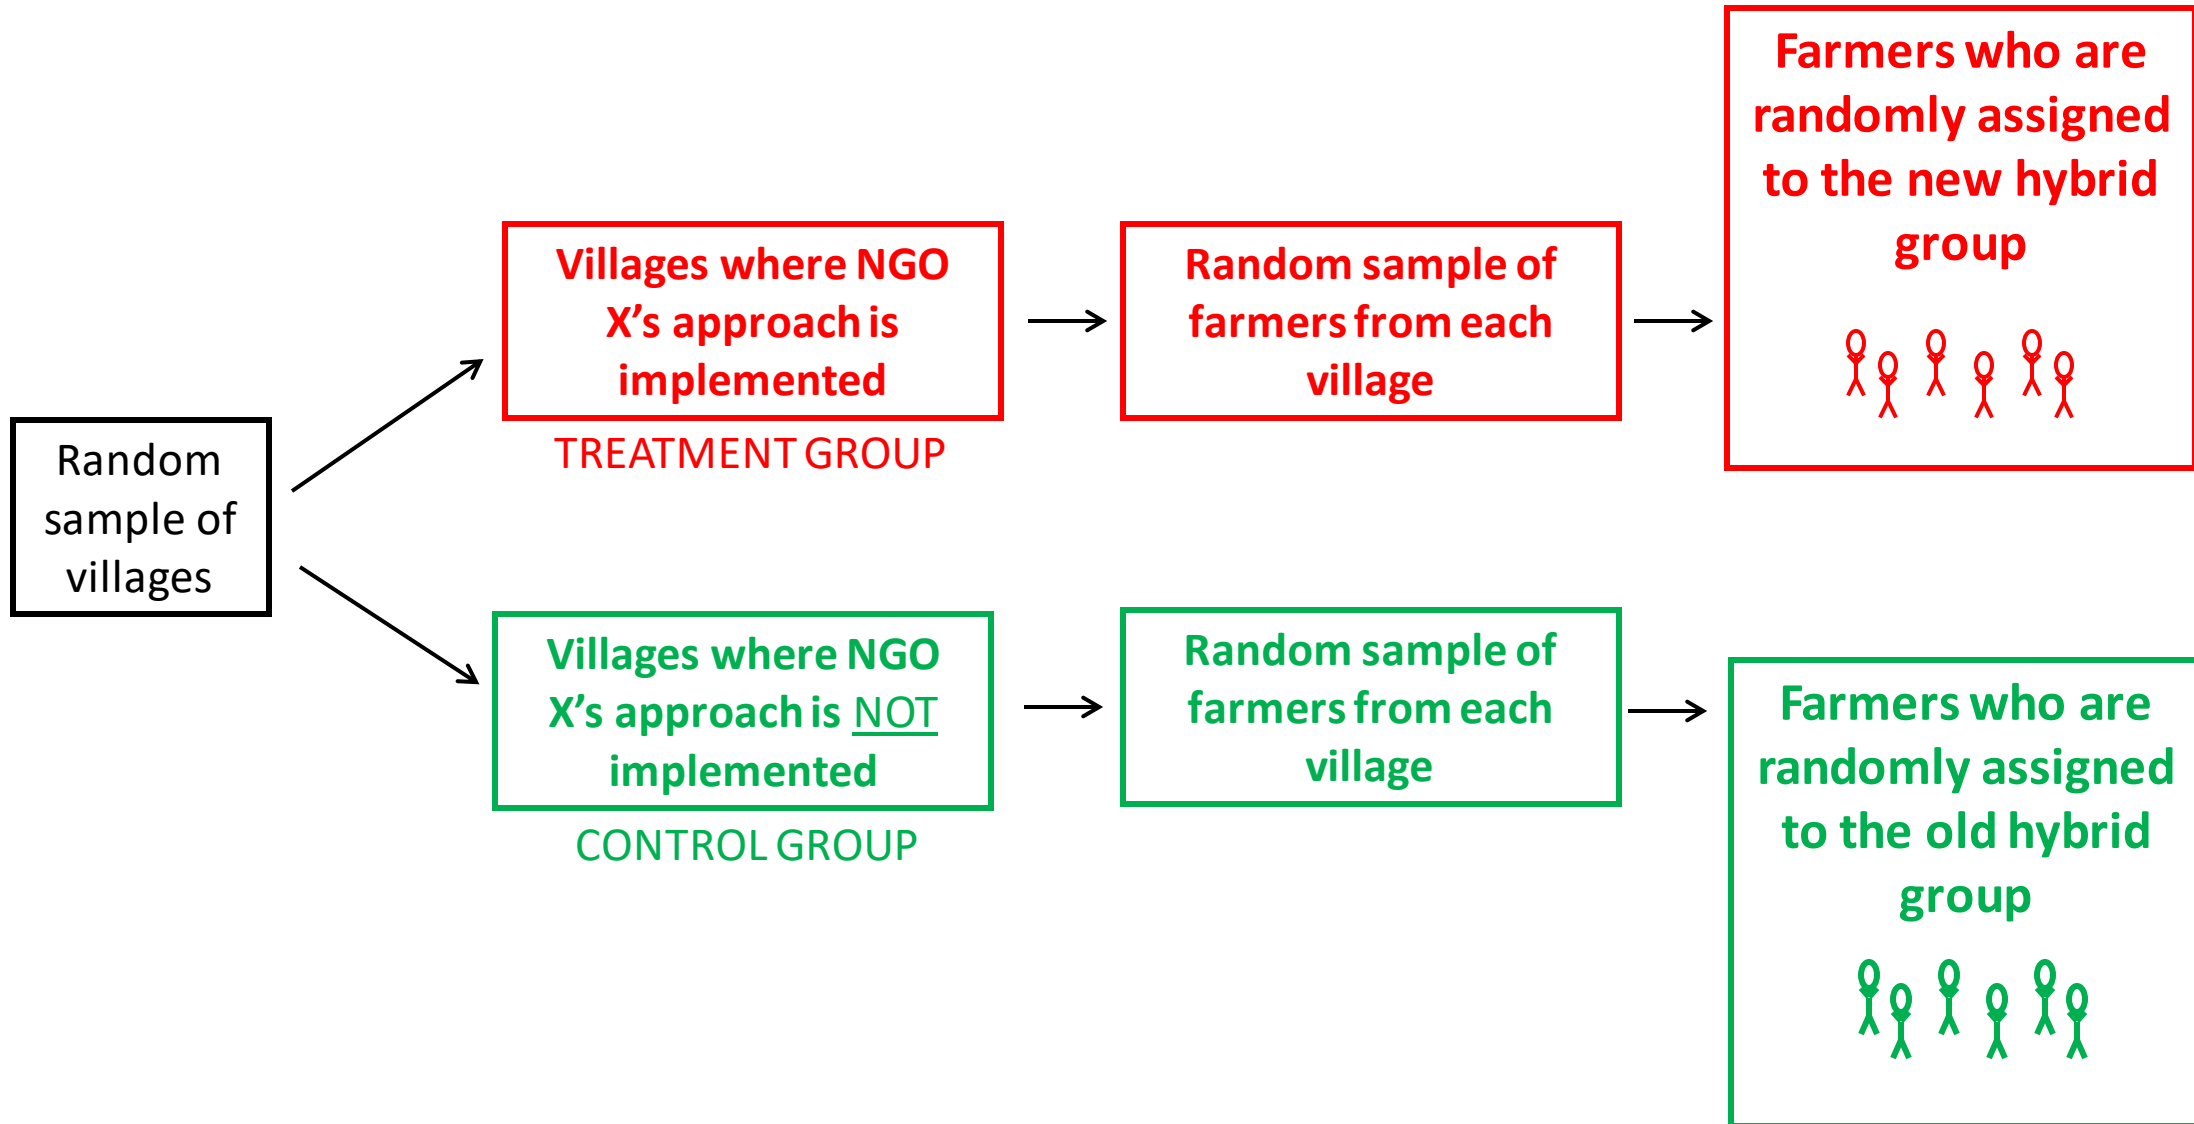 Random
sample of
villages
Villages where NGO
X’s approach is
implemented
TREATMENT GROUP
Random sample of
farmers from each
village
Farmers who are
randomly assigned
to the new hybrid
group
Villages where NGO
X’s approach is NOT
implemented
CONTROL GROUP
Random sample of
farmers from each
village
Farmers who are
randomly assigned
to the old hybrid
group